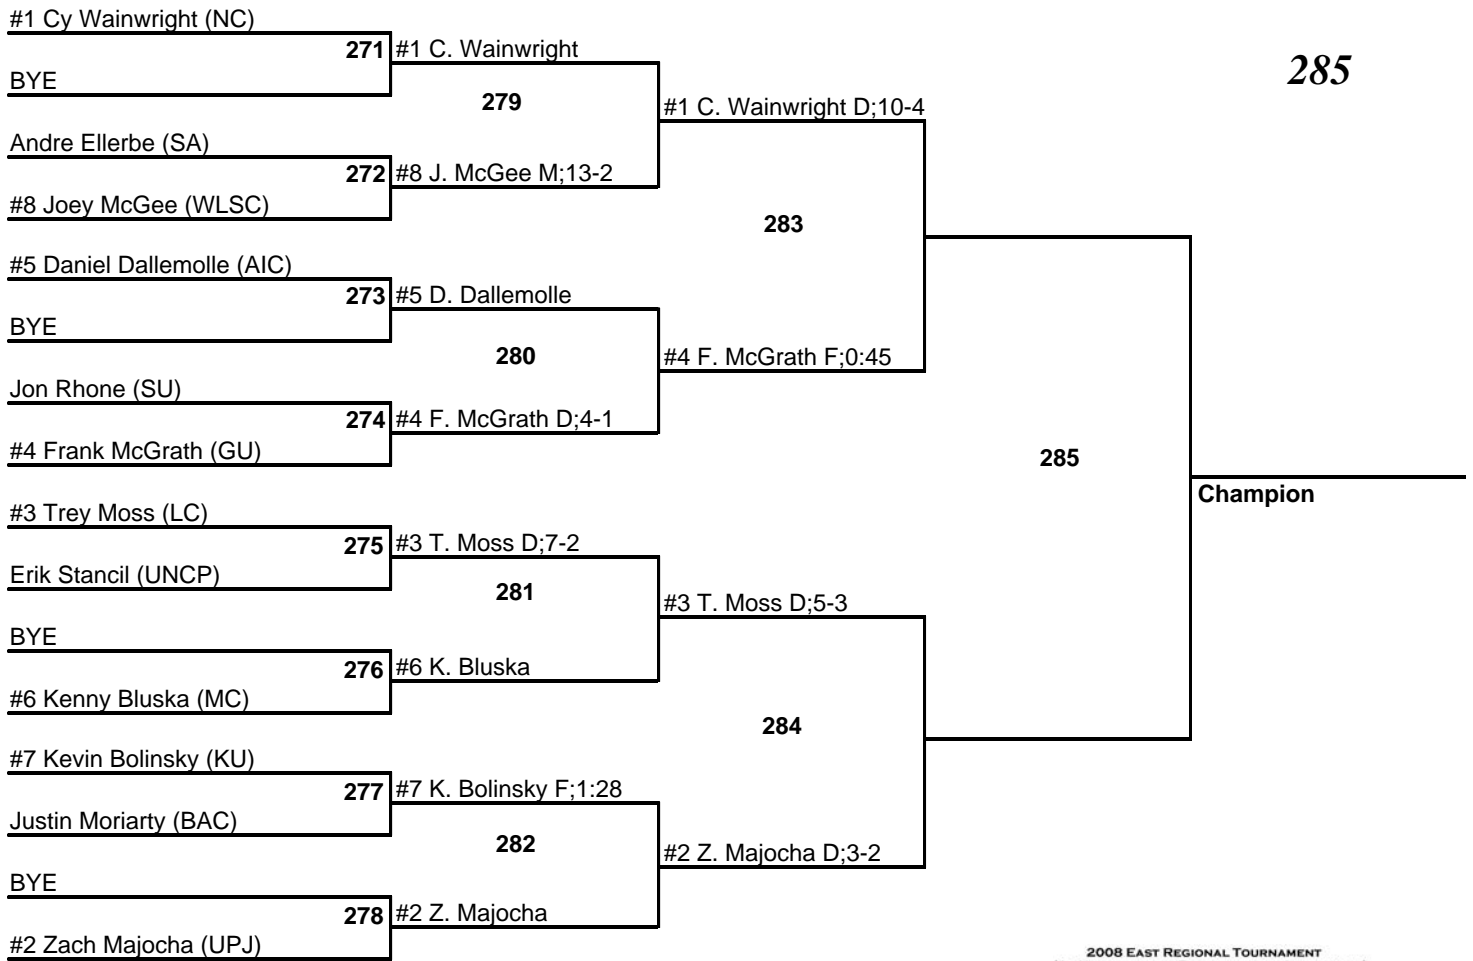 #1 Cy Wainwright (NC)
271 #1 C. Wainwright
285
BYE
279
#1 C. Wainwright D;10-4
Andre Ellerbe (SA)
272 #8 J. McGee M;13-2
#8 Joey McGee (WLSC)
283
#5 Daniel Dallemolle (AIC)
273 #5 D. Dallemolle
BYE
280
#4 F. McGrath F;0:45
Jon Rhone (SU)
274 #4 F. McGrath D;4-1
#4 Frank McGrath (GU)
285
Champion
#3 Trey Moss (LC)
275 #3 T. Moss D;7-2
Erik Stancil (UNCP)
281
#3 T. Moss D;5-3
BYE
276 #6 K. Bluska
#6 Kenny Bluska (MC)
284
#7 Kevin Bolinsky (KU)
277 #7 K. Bolinsky F;1:28
Justin Moriarty (BAC)
282
#2 Z. Majocha D;3-2
BYE
278 #2 Z. Majocha
#2 Zach Majocha (UPJ)
2008 EAST REGIONAL TOURNAMENT